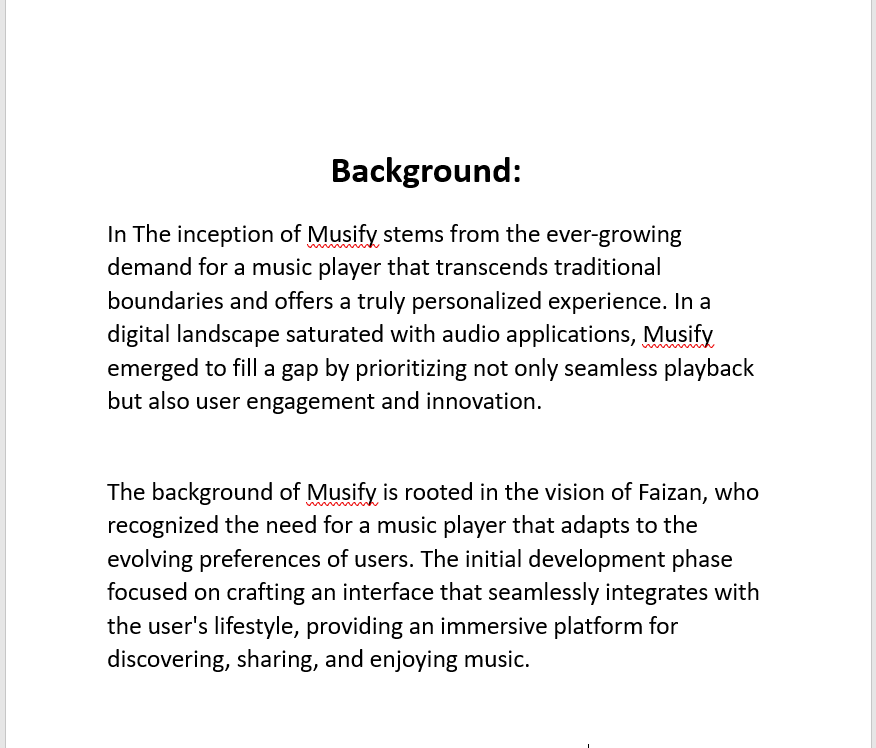 Background:
In The inception of Musify stems from the ever-growing
demand for a music player that transcends traditional
boundaries and offers a truly personalized experience. In a
digital landscape saturated with audio applications, Musify
emerged to fill a gap by prioritizing not only seamless playback
but also user engagement and innovation.
The background of Musify is rooted in the vision of Faizan, who
recognized the need for a music player that adapts to the
evolving preferences of users. The initial development phase
focused on crafting an interface that seamlessly integrates with
the user's lifestyle, providing an immersive platform for
discovering, sharing, and enjoying music.